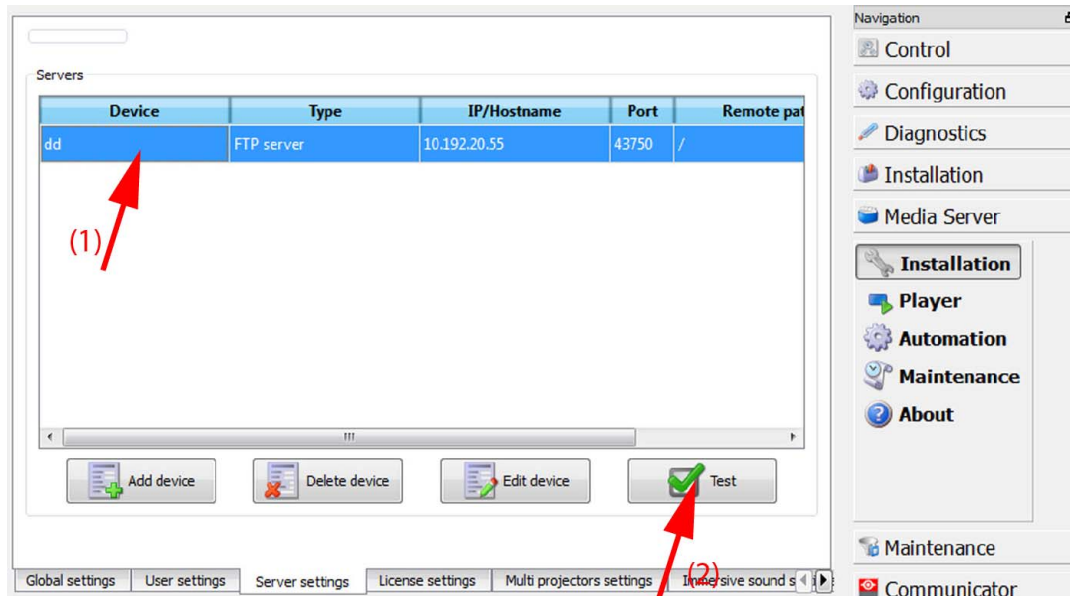 Servers
Device Type IP/Hostname Port Remote pat
dd FTP server 10.192.20.55 43750 /
(1)
Add device Delete device Edit device Test
(2)
Global settings User settings Server settings License settings Multi projectors settings Immersive sound s
Navigation
Control
Configuration
Diagnostics
Installation
Media Server
Installation
Player
Automation
Maintenance
About
Maintenance
Communicator